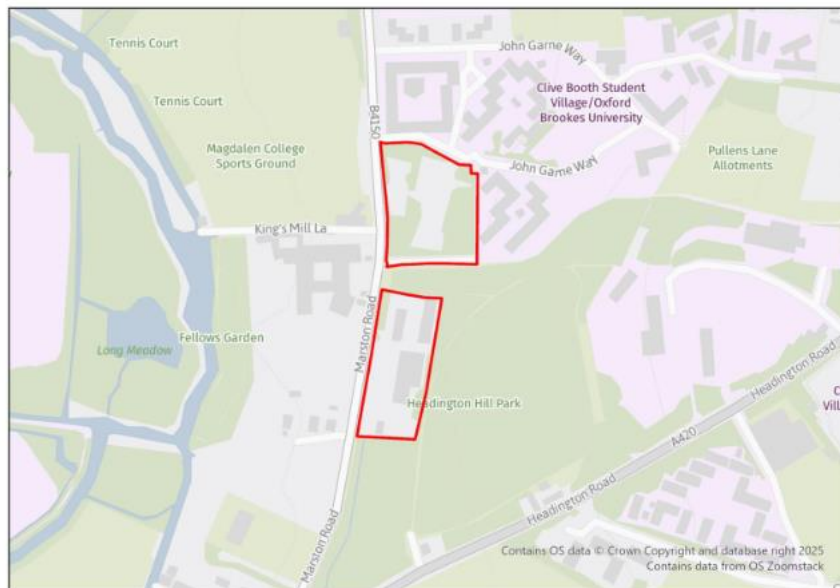 Tennis Court
John Garne Way
Clive Booth Student
Village/Oxford
Brookes University
Tennis Court
B4150
Magdalen College
Sports Ground
Pullens Lane
Allotments
John Garne Way
King's Mill La
Fellows Garden
Long Meadow
Marston Road
Headington Road
Headington Hill Park
A420
Headington Road
Marston Road
Contains OS data © Crown Copyright and database right 2025
Contains data from OS Zoomstack